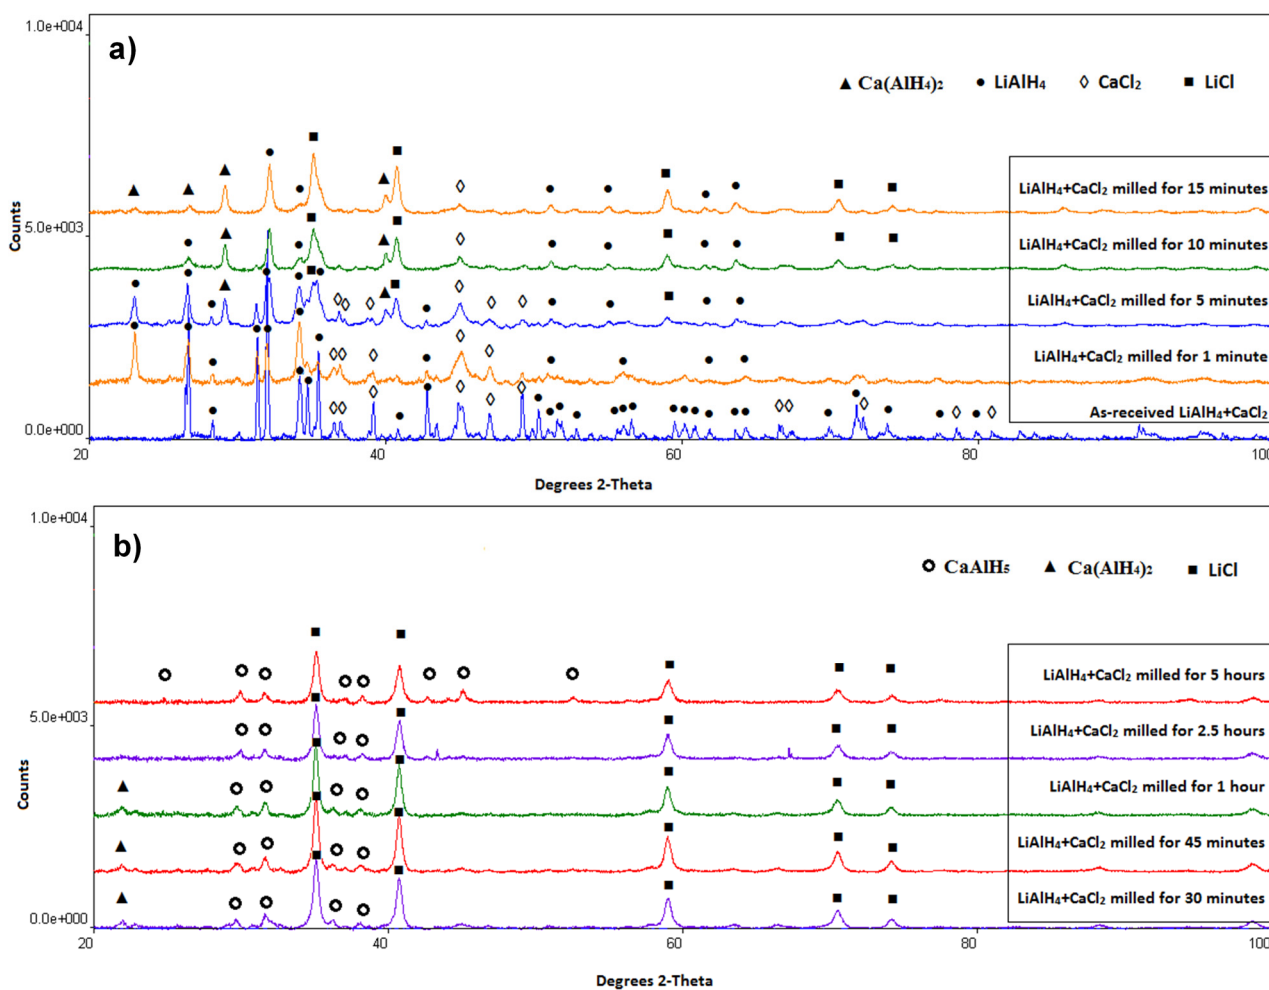 1.0e+004
a)
▲ Ca(AlH₄)₂ ● LiAlH₄ ◊ CaCl₂ ■ LiCl
LiAlH₄+CaCl₂ milled for 15 minutes
5.0e+003
LiAlH₄+CaCl₂ milled for 10 minutes
Counts
LiAlH₄+CaCl₂ milled for 5 minutes
LiAlH₄+CaCl₂ milled for 1 minute
As-received LiAlH₄+CaCl₂
0.0e+000
20 40 60 80 100
Degrees 2-Theta
1.0e+004
b)
CaAlH₅ ▲ Ca(AlH₄)₂ ■ LiCl
LiAlH₄+CaCl₂ milled for 5 hours
5.0e+003
LiAlH₄+CaCl₂ milled for 2.5 hours
Counts
LiAlH₄+CaCl₂ milled for 1 hour
LiAlH₄+CaCl₂ milled for 45 minutes
LiAlH₄+CaCl₂ milled for 30 minutes
0.0e+000
20 40 60 80 100
Degrees 2-Theta